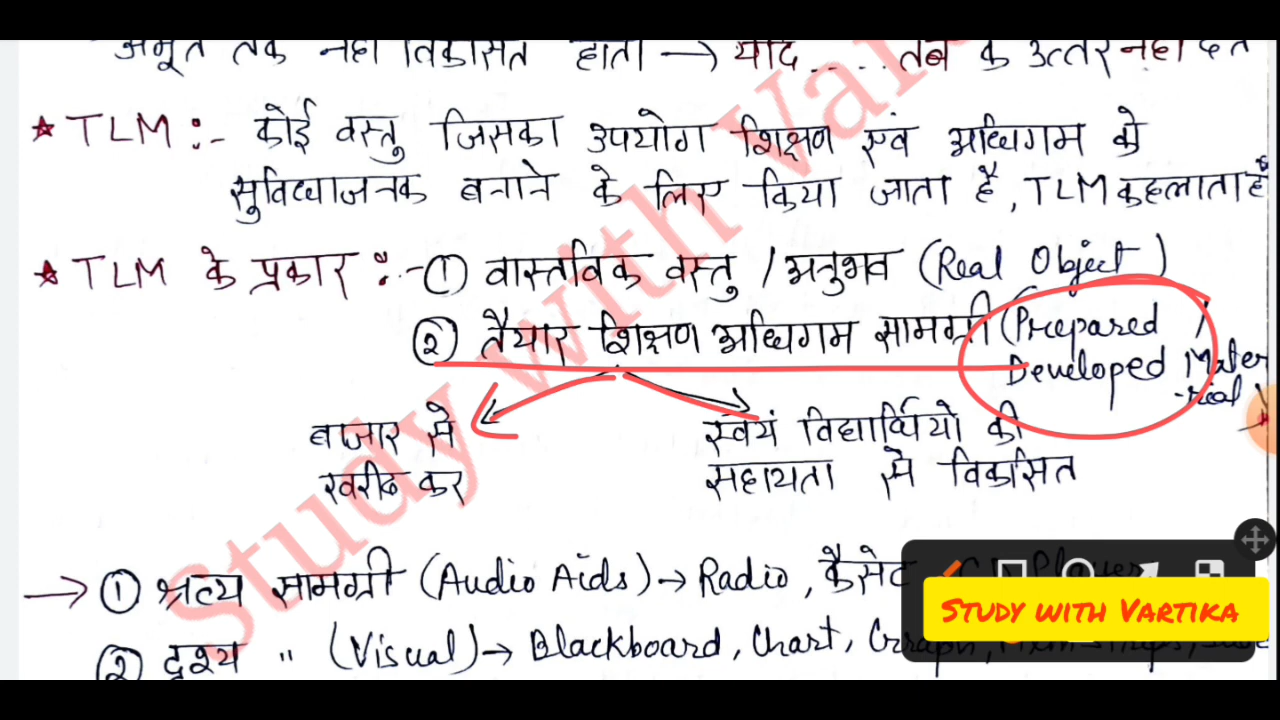 अमूर्त तक नही विकसित होता → यदि ..... तब के उत्तर नही देते
★ TLM :- कोई वस्तु जिसका उपयोग शिक्षण एवं अधिगम को
सुविधाजनक बनाने के लिए किया जाता है, TLM कहलाता है
★ TLM के प्रकार :- ① वास्तविक वस्तु / अनुभव (Real Object)
② तैयार शिक्षण अधिगम सामग्री (Prepared /
Developed Mater
-rial)
बाजार से
खरीद कर
स्वयं विद्यार्थियो की
सहायता से विकसित
→ ① श्रव्य सामग्री (Audio Aids) → Radio, कैसेट
② दृश्य " (Visual) → Blackboard, Chart, Graph,
STUDY WITH VARTIKA
Study with Var